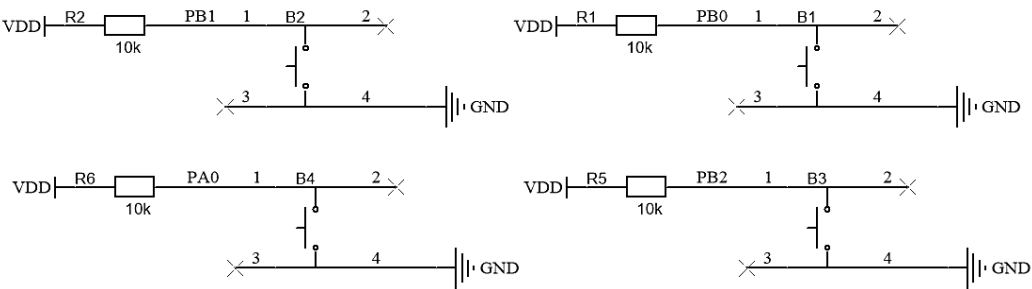 VDD R2 PB1 1 B2 2
10k
3 4 GND
VDD R1 PB0 1 B1 2
10k
3 4 GND
VDD R6 PA0 1 B4 2
10k
3 4 GND
VDD R5 PB2 1 B3 2
10k
3 4 GND